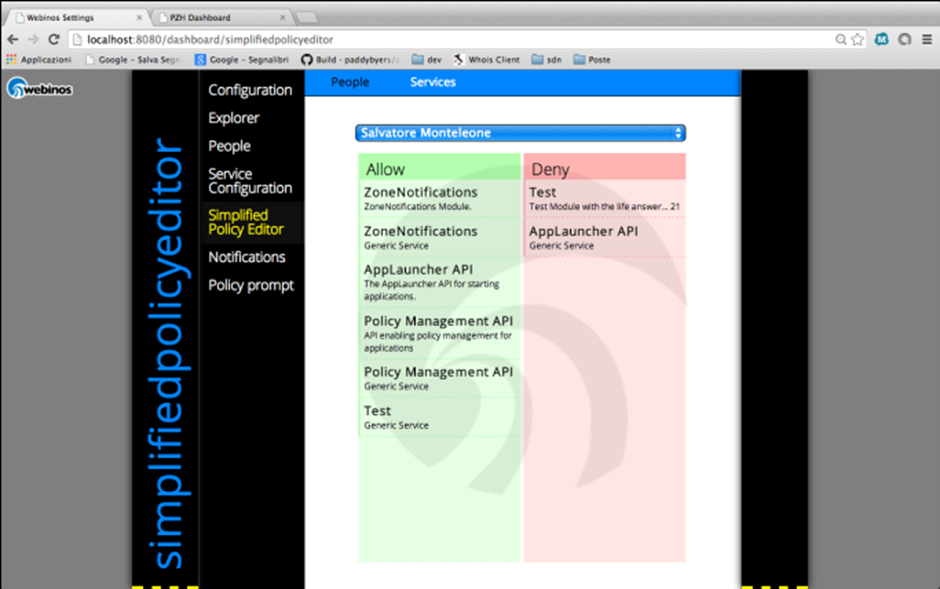 Webinos Settings
PZH Dashboard
localhost:8080/dashboard/simplifiedpolicyeditor
Applicazioni
Google - Salva Segn
Google - Segnalibri
Build - paddybyers/
dev
Whois Client
sdn
Poste
webinos
simplifiedpolicyeditor
Configuration
Explorer
People
Service
Configuration
Simplified
Policy Editor
Notifications
Policy prompt
People
Services
Salvatore Monteleone
Allow
ZoneNotifications
ZoneNotifications Module.
ZoneNotifications
Generic Service
AppLauncher API
The AppLauncher API for starting
applications.
Policy Management API
API enabling policy management for
applications
Policy Management API
Generic Service
Test
Generic Service
Deny
Test
Test Module with the life answer... 21
AppLauncher API
Generic Service